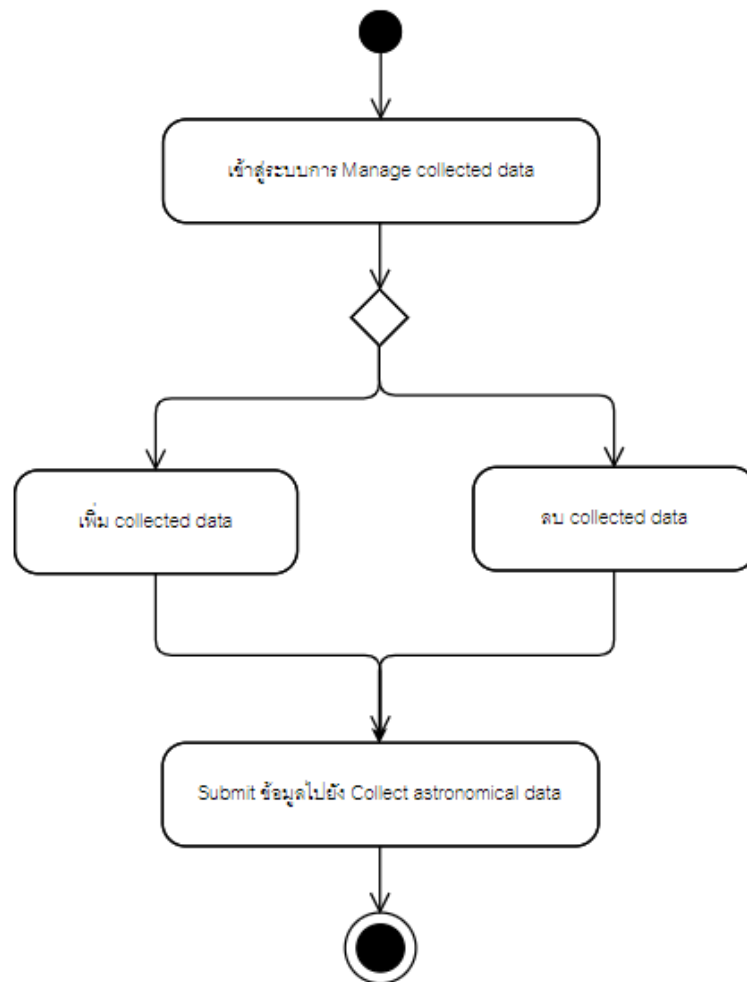 เข้าสู่ระบบการ Manage collected data
เพิ่ม collected data
ลบ collected data
Submit ข้อมูลไปยัง Collect astronomical data